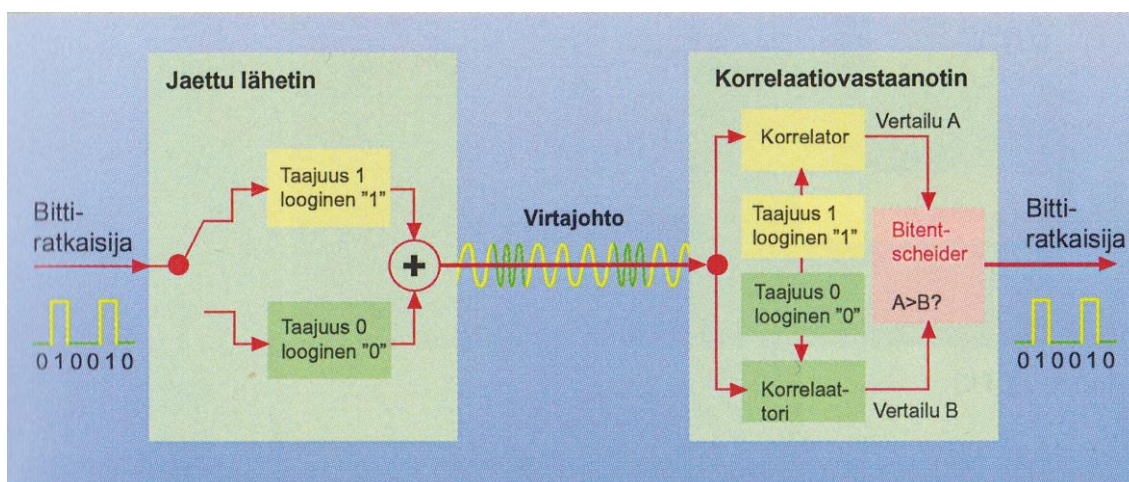 Jaettu lähetin
Bitti-
ratkaisija
010010
Taajuus 1
looginen "1"
Taajuus 0
looginen "0"
+
Virtajohto
Korrelaatiovastaanotin
Korrelator
Vertailu A
Taajuus 1
looginen "1"
Taajuus 0
looginen "0"
Korrelaat-
tori
Vertailu B
Bitent-
scheider
A>B?
Bitti-
ratkaisija
010010